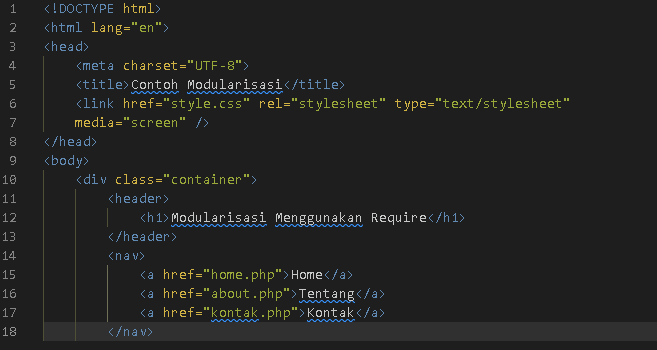 1 <!DOCTYPE html>
2 <html lang="en">
3 <head>
4 <meta charset="UTF-8">
5 <title>Contoh Modularisasi</title>
6 <link href="style.css" rel="stylesheet" type="text/stylesheet"
7 media="screen" />
8 </head>
9 <body>
10 <div class="container">
11 <header>
12 <h1>Modularisasi Menggunakan Require</h1>
13 </header>
14 <nav>
15 <a href="home.php">Home</a>
16 <a href="about.php">Tentang</a>
17 <a href="kontak.php">Kontak</a>
18 </nav>